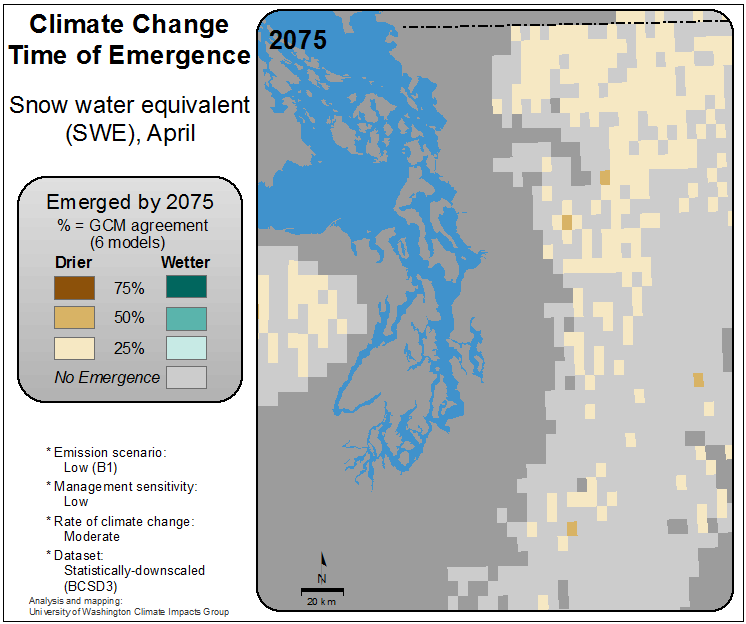 Climate Change
Time of Emergence
Snow water equivalent
(SWE), April
Emerged by 2075
% = GCM agreement
(6 models)
Drier Wetter
75%
50%
25%
No Emergence
* Emission scenario:
Low (B1)
* Management sensitivity:
Low
* Rate of climate change:
Moderate
* Dataset:
Statistically-downscaled
(BCSD3)
Analysis and mapping:
University of Washington Climate Impacts Group
2075
N
20 km